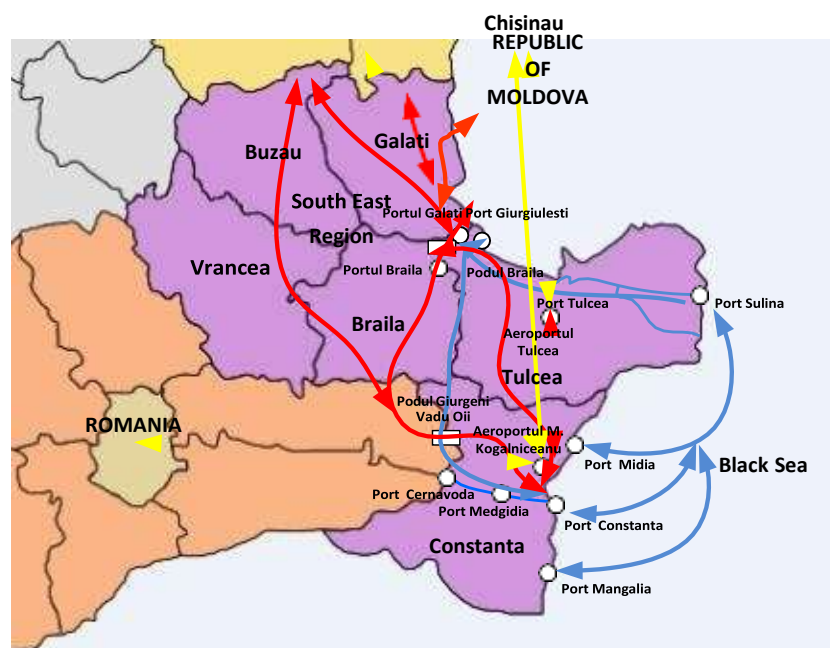 Chisinau
REPUBLIC
OF
MOLDOVA
Galati
Buzau
South East
Region
Portul Galati
Port Giurgiulesti
Vrancea
Portul Braila
Podul Braila
Port Tulcea
Port Sulina
Braila
Aeroportul
Tulcea
Tulcea
Podul Giurgeni
Vadu Oii
ROMANIA
Aeroportul M.
Kogalniceanu
Port Midia
Black Sea
Port Cernavoda
Port Medgidia
Port Constanta
Constanta
Port Mangalia